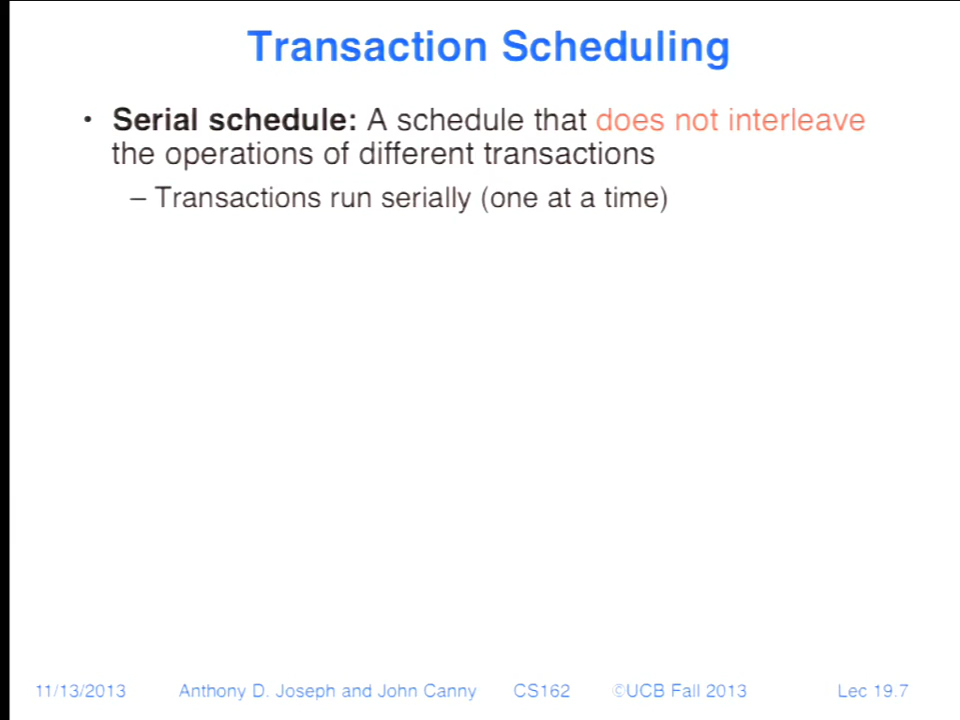 Transaction Scheduling
• Serial schedule: A schedule that does not interleave
the operations of different transactions
– Transactions run serially (one at a time)
11/13/2013 Anthony D. Joseph and John Canny CS162 ©UCB Fall 2013 Lec 19.7